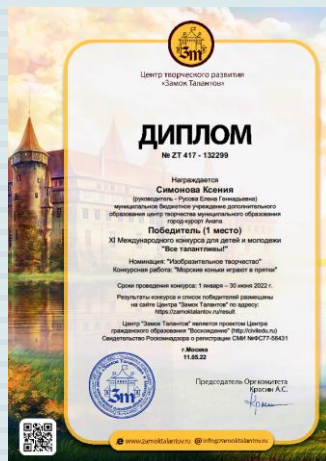 Зт
Центр творческого развития
«Замок Талантов»
ДИПЛОМ
№ ZT 417 - 132299
Награждается
Симонова Ксения
(руководитель - Русова Елена Геннадьевна)
муниципальное бюджетное учреждение дополнительного
образования центр творчества муниципального образования
город-курорт Анапа
Победитель (1 место)
XI Международного конкурса для детей и молодежи
"Все талантливы!"
Номинация: "Изобразительное творчество"
Конкурсная работа: "Морские коньки играют в прятки"
Сроки проведения конкурса: 1 января – 30 июня 2022 г.
Результаты конкурса и список победителей размещены
на сайте Центра "Замок Талантов" по адресу:
https://zamoktalantov.ru/result
Центр "Замок Талантов" является проектом Центра
гражданского образования "Восхождение" (http://civiledu.ru)
Свидетельство Роскомнадзора о регистрации СМИ №ФС77-56431
г.Москва
11.05.22
Председатель Оргкомитета
Красин А.С.
Зт
www.zamoktalantov.ru
info@zamoktalantov.ru